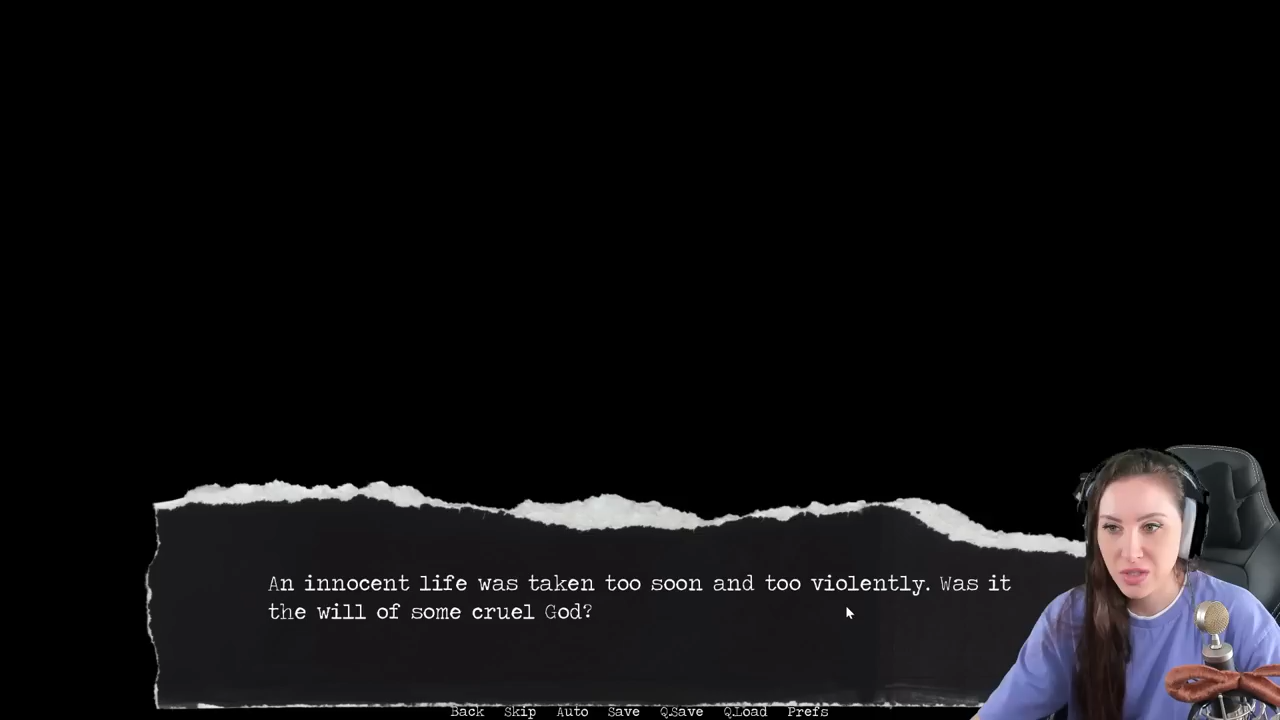 An innocent life was taken too soon and too violently. Was it
the will of some cruel God?
Back Skip Auto Save Q.Save Q.Load Prefs